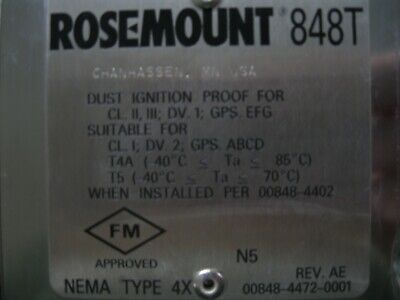 ROSEMOUNT® 848T
CHANHASSEN, MN USA
DUST IGNITION PROOF FOR
CL. II, III; DV. 1; GPS. EFG
SUITABLE FOR
CL. I; DV. 2; GPS. ABCD
T4A (-40°C ≤ Ta ≤ 85°C)
T5 (-40°C ≤ Ta ≤ 70°C)
WHEN INSTALLED PER 00848-4402
FM
APPROVED
N5
REV. AE
NEMA TYPE 4X
00848-4472-0001